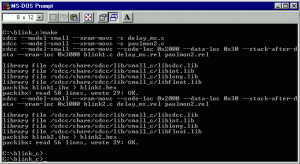 MS-DOS Prompt
8 x 12
C:\blink_c>make
sdcc --model-small --xram-movc -c delay_ms.c
sdcc --model-small --xram-movc -c paulmon2.c
sdcc --model-small --xram-movc --code-loc 0x2000 --data-loc 0x30 --stack-after-d
ata --xram-loc 0x3000 blink1.c delay_ms.rel paulmon2.rel
library file /sdcc/share/sdcc/lib/small_c/libsdcc.lib
library file /sdcc/share/sdcc/lib/small_c/libint.lib
library file /sdcc/share/sdcc/lib/small_c/liblong.lib
library file /sdcc/share/sdcc/lib/small_c/libfloat.lib
packihx blink1.ihx > blink1.hex
packihx: read 58 lines, wrote 29: OK.
sdcc --model-small --xram-movc --code-loc 0x2000 --data-loc 0x30 --stack-after-d
ata --xram-loc 0x3000 blink2.c delay_ms.rel paulmon2.rel
library file /sdcc/share/sdcc/lib/small_c/libsdcc.lib
library file /sdcc/share/sdcc/lib/small_c/libint.lib
library file /sdcc/share/sdcc/lib/small_c/liblong.lib
library file /sdcc/share/sdcc/lib/small_c/libfloat.lib
packihx blink2.ihx > blink2.hex
packihx: read 58 lines, wrote 29: OK.
C:\blink_c>
C:\blink_c>